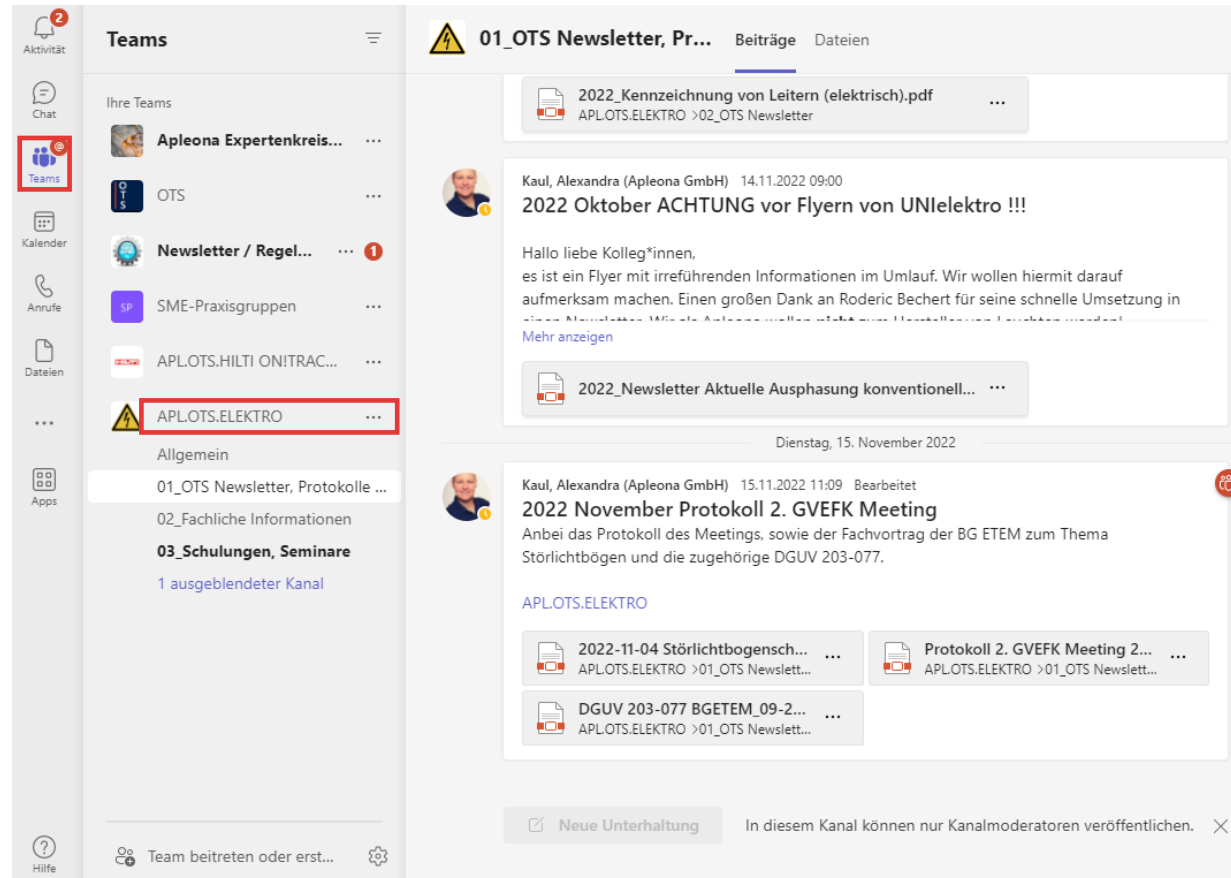 2
Aktivität
Chat
@
Teams
Kalender
Anrufe
Dateien
Apps
Hilfe
Teams
Ihre Teams
Apleona Expertenkreis... ...
OTS
OTS ...
Newsletter / Regel... ... 1
SP
SME-Praxisgruppen ...
APL.OTS.HILTI ON!TRAC... ...
APL.OTS.ELEKTRO ...
Allgemein
01_OTS Newsletter, Protokolle ...
02_Fachliche Informationen
03_Schulungen, Seminare
1 ausgeblendeter Kanal
Team beitreten oder erst...
01_OTS Newsletter, Pr... Beiträge Dateien
2022_Kennzeichnung von Leitern (elektrisch).pdf ...
APL.OTS.ELEKTRO >02_OTS Newsletter
Kaul, Alexandra (Apleona GmbH) 14.11.2022 09:00
2022 Oktober ACHTUNG vor Flyern von UNIelektro !!!
Hallo liebe Kolleg*innen,
es ist ein Flyer mit irreführenden Informationen im Umlauf. Wir wollen hiermit darauf
aufmerksam machen. Einen großen Dank an Roderic Bechert für seine schnelle Umsetzung in
Mehr anzeigen
2022_Newsletter Aktuelle Ausphasung konventionell... ...
Dienstag, 15. November 2022
Kaul, Alexandra (Apleona GmbH) 15.11.2022 11:09 Bearbeitet
2022 November Protokoll 2. GVEFK Meeting
Anbei das Protokoll des Meetings, sowie der Fachvortrag der BG ETEM zum Thema
Störlichtbögen und die zugehörige DGUV 203-077.
APL.OTS.ELEKTRO
2022-11-04 Störlichtbogensch... ...
APL.OTS.ELEKTRO >01_OTS Newslett...
Protokoll 2. GVEFK Meeting 2... ...
APL.OTS.ELEKTRO >01_OTS Newslett...
DGUV 203-077 BGETEM_09-2... ...
APL.OTS.ELEKTRO >01_OTS Newslett...
Neue Unterhaltung
In diesem Kanal können nur Kanalmoderatoren veröffentlichen.